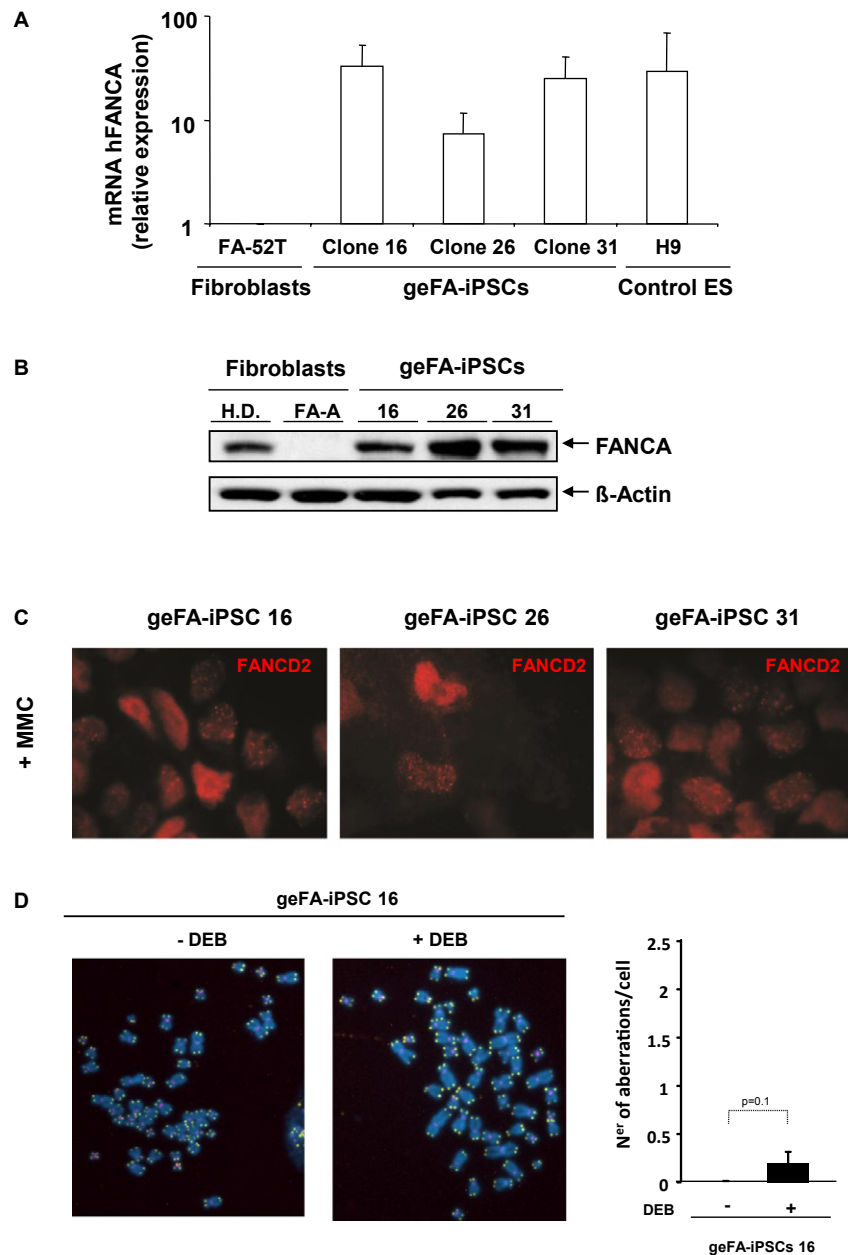 A
mRNA hFANCA
(relative expression)
100
10
1
FA-52T Clone 16 Clone 26 Clone 31 H9
Fibroblasts geFA-iPSCs Control ES
B
Fibroblasts geFA-iPSCs
H.D. FA-A 16 26 31
FANCA
ß-Actin
C
geFA-iPSC 16 geFA-iPSC 26 geFA-iPSC 31
+ MMC
FANCD2 FANCD2 FANCD2
D
geFA-iPSC 16
- DEB + DEB
Ner of aberrations/cell
2.5
2
1.5
1
0.5
0
p=0.1
DEB - +
geFA-iPSCs 16